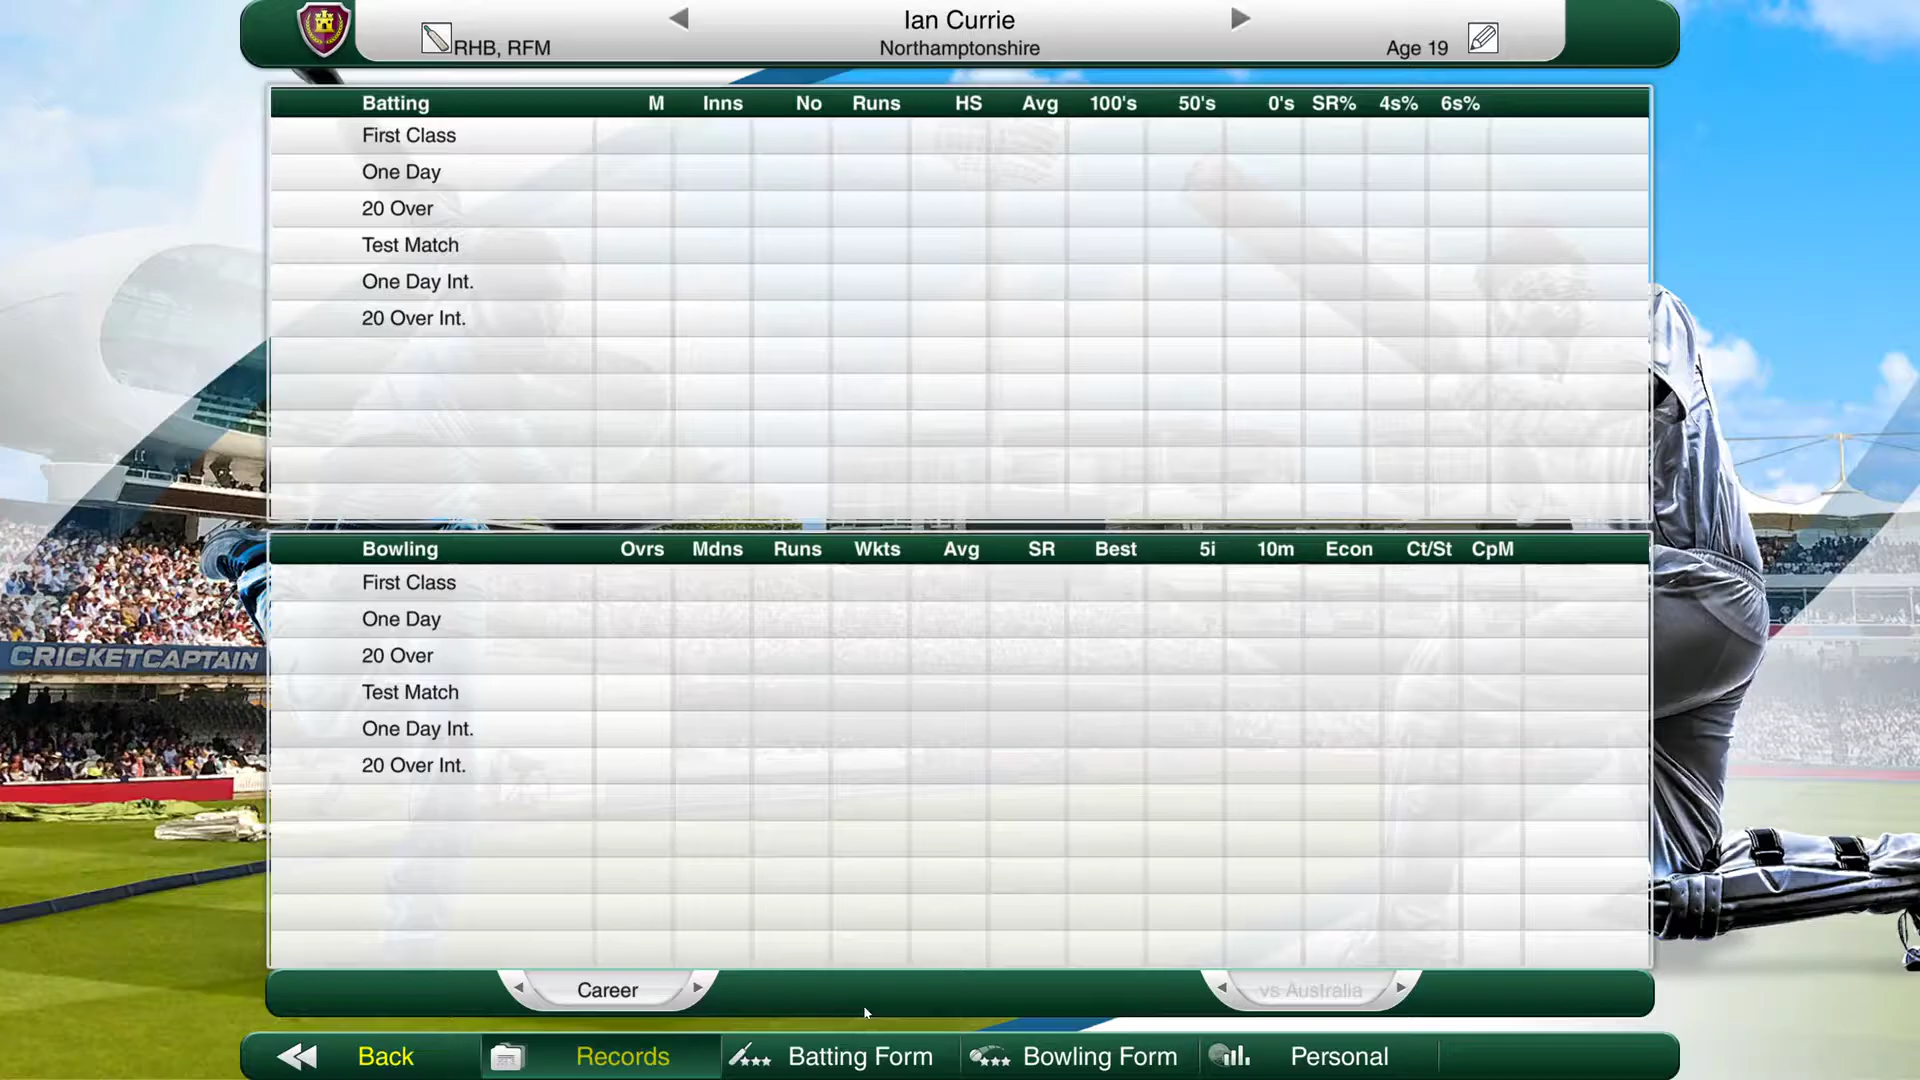 Ian Currie
RHB, RFM
Northamptonshire
Age 19
Batting M Inns No Runs HS Avg 100's 50's 0's SR% 4s% 6s%
First Class
One Day
20 Over
Test Match
One Day Int.
20 Over Int.
Bowling Ovrs Mdns Runs Wkts Avg SR Best 5i 10m Econ Ct/St CpM
First Class
One Day
20 Over
Test Match
One Day Int.
20 Over Int.
CRICKETCAPTAIN
Career
vs Australia
Back
Records
Batting Form
Bowling Form
Personal